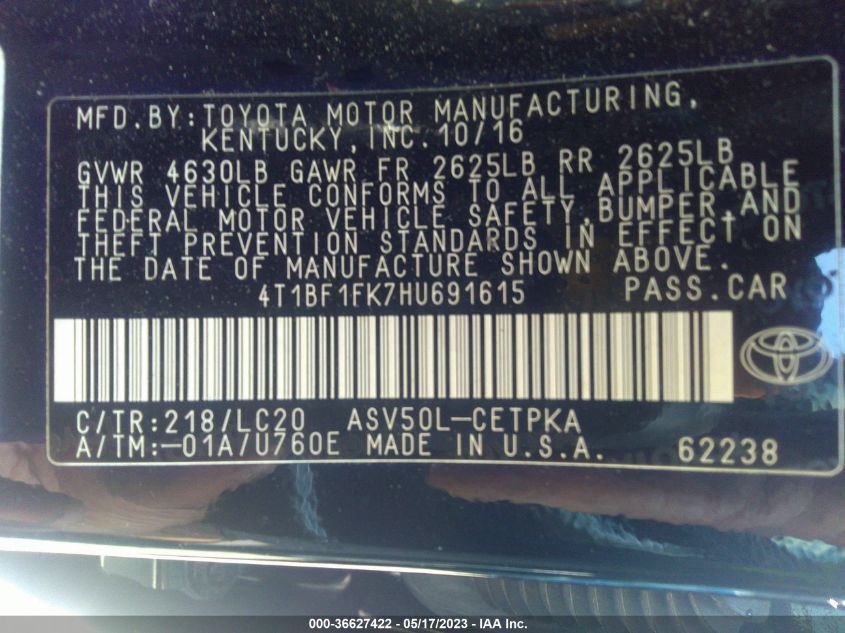 MFD.BY:TOYOTA MOTOR MANUFACTURING,
KENTUCKY,INC.10/16
GVWR 4630LB GAWR FR 2625LB RR 2625LB
THIS VEHICLE CONFORMS TO ALL APPLICABLE
FEDERAL MOTOR VEHICLE SAFETY,BUMPER,AND
THEFT PREVENTION STANDARDS IN EFFECT ON
THE DATE OF MANUFACTURE SHOWN ABOVE.
4T1BF1FK7HU691615 PASS.CAR
C/TR:218/LC20 ASV50L-CETPKA
A/TM:-01A/U760E MADE IN U.S.A. 62238
000-36627422 — 05/17/2023 — IAA Inc.